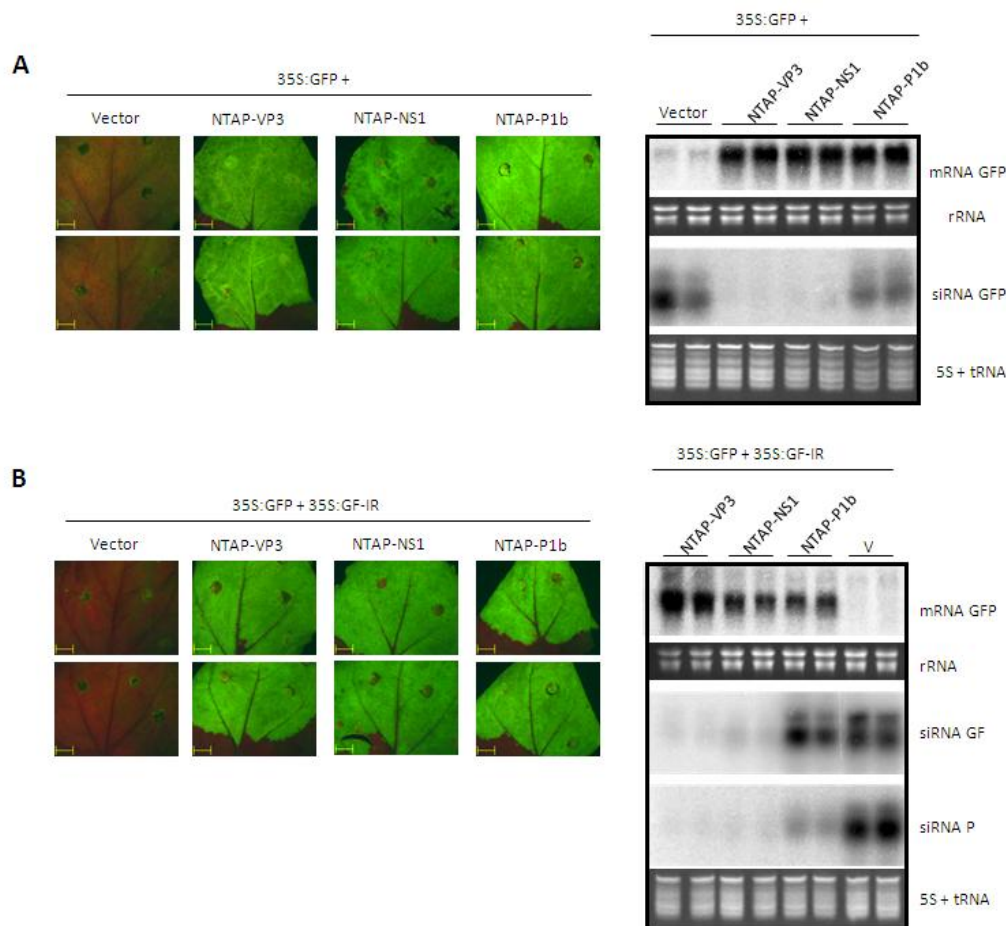 A
35S:GFP +
Vector
NTAP-VP3
NTAP-NS1
NTAP-P1b
35S:GFP +
Vector
NTAP-VP3
NTAP-NS1
NTAP-P1b
mRNA GFP
rRNA
siRNA GFP
5S + tRNA
B
35S:GFP + 35S:GF-IR
Vector
NTAP-VP3
NTAP-NS1
NTAP-P1b
35S:GFP + 35S:GF-IR
NTAP-VP3
NTAP-NS1
NTAP-P1b
V
mRNA GFP
rRNA
siRNA GF
siRNA P
5S + tRNA